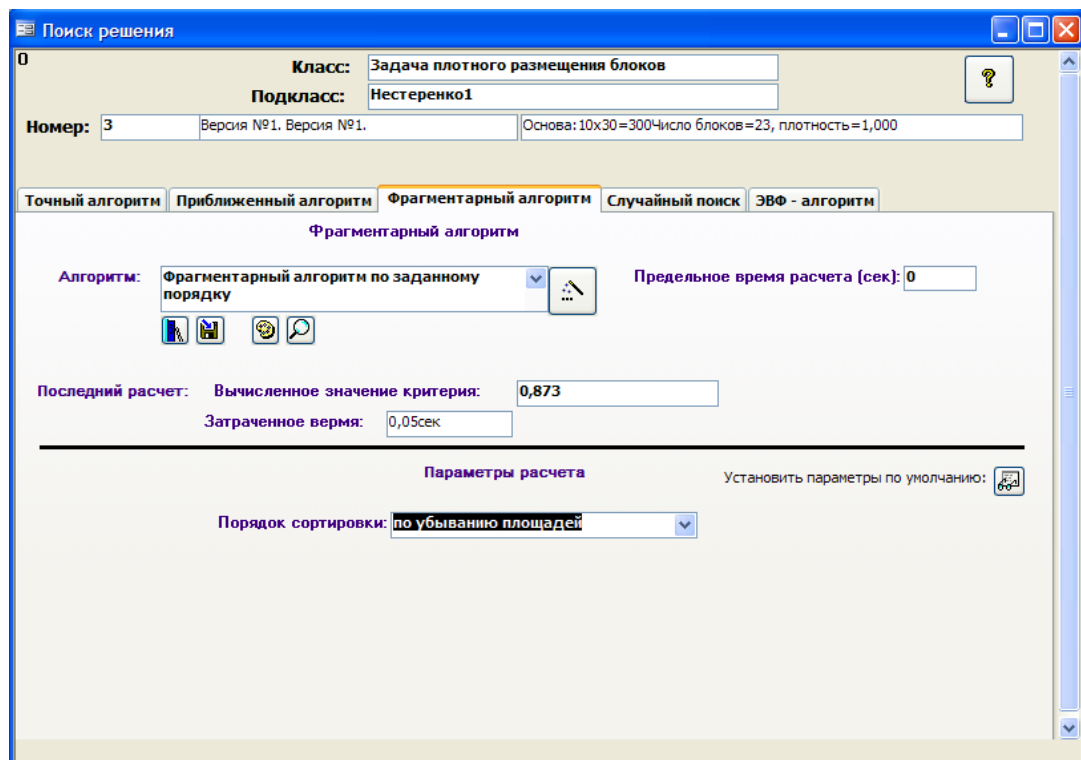 Поиск решения
0
Класс: Задача плотного размещения блоков
Подкласс: Нестеренко1
Номер: 3 Версия №1. Версия №1. Основа:10x30=300Число блоков=23, плотность=1,000
Точный алгоритм Приближенный алгоритм Фрагментарный алгоритм Случайный поиск ЭВФ - алгоритм
Фрагментарный алгоритм
Алгоритм: Фрагментарный алгоритм по заданному Предельное время расчета (сек): 0
порядку
Последний расчет: Вычисленное значение критерия: 0,873
Затраченное вермя: 0,05сек
Параметры расчета
Установить параметры по умолчанию:
Порядок сортировки: по убыванию площадей